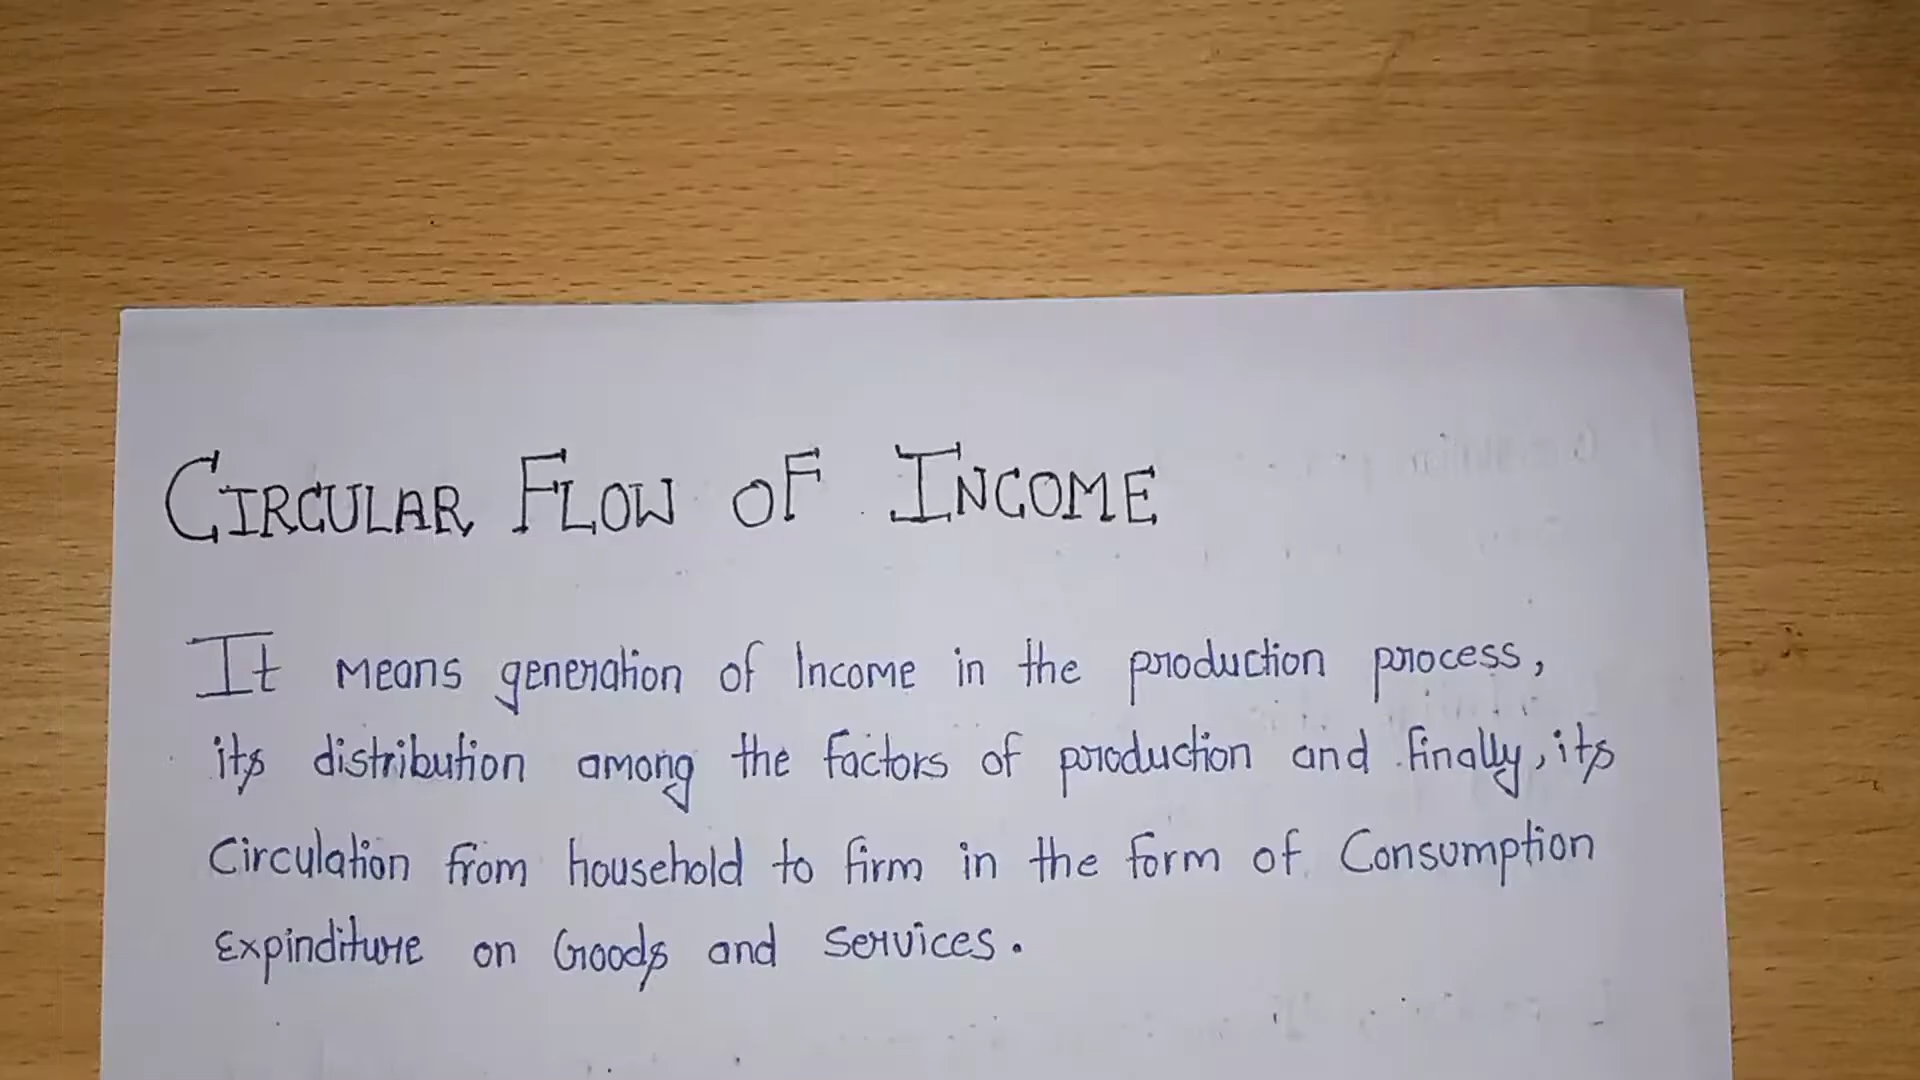 CIRCULAR FLOW OF INCOME
It means generation of Income in the production process,
its distribution among the factors of production and finally, its
Circulation from household to firm in the form of Consumption
Expinditure on Goods and Services.